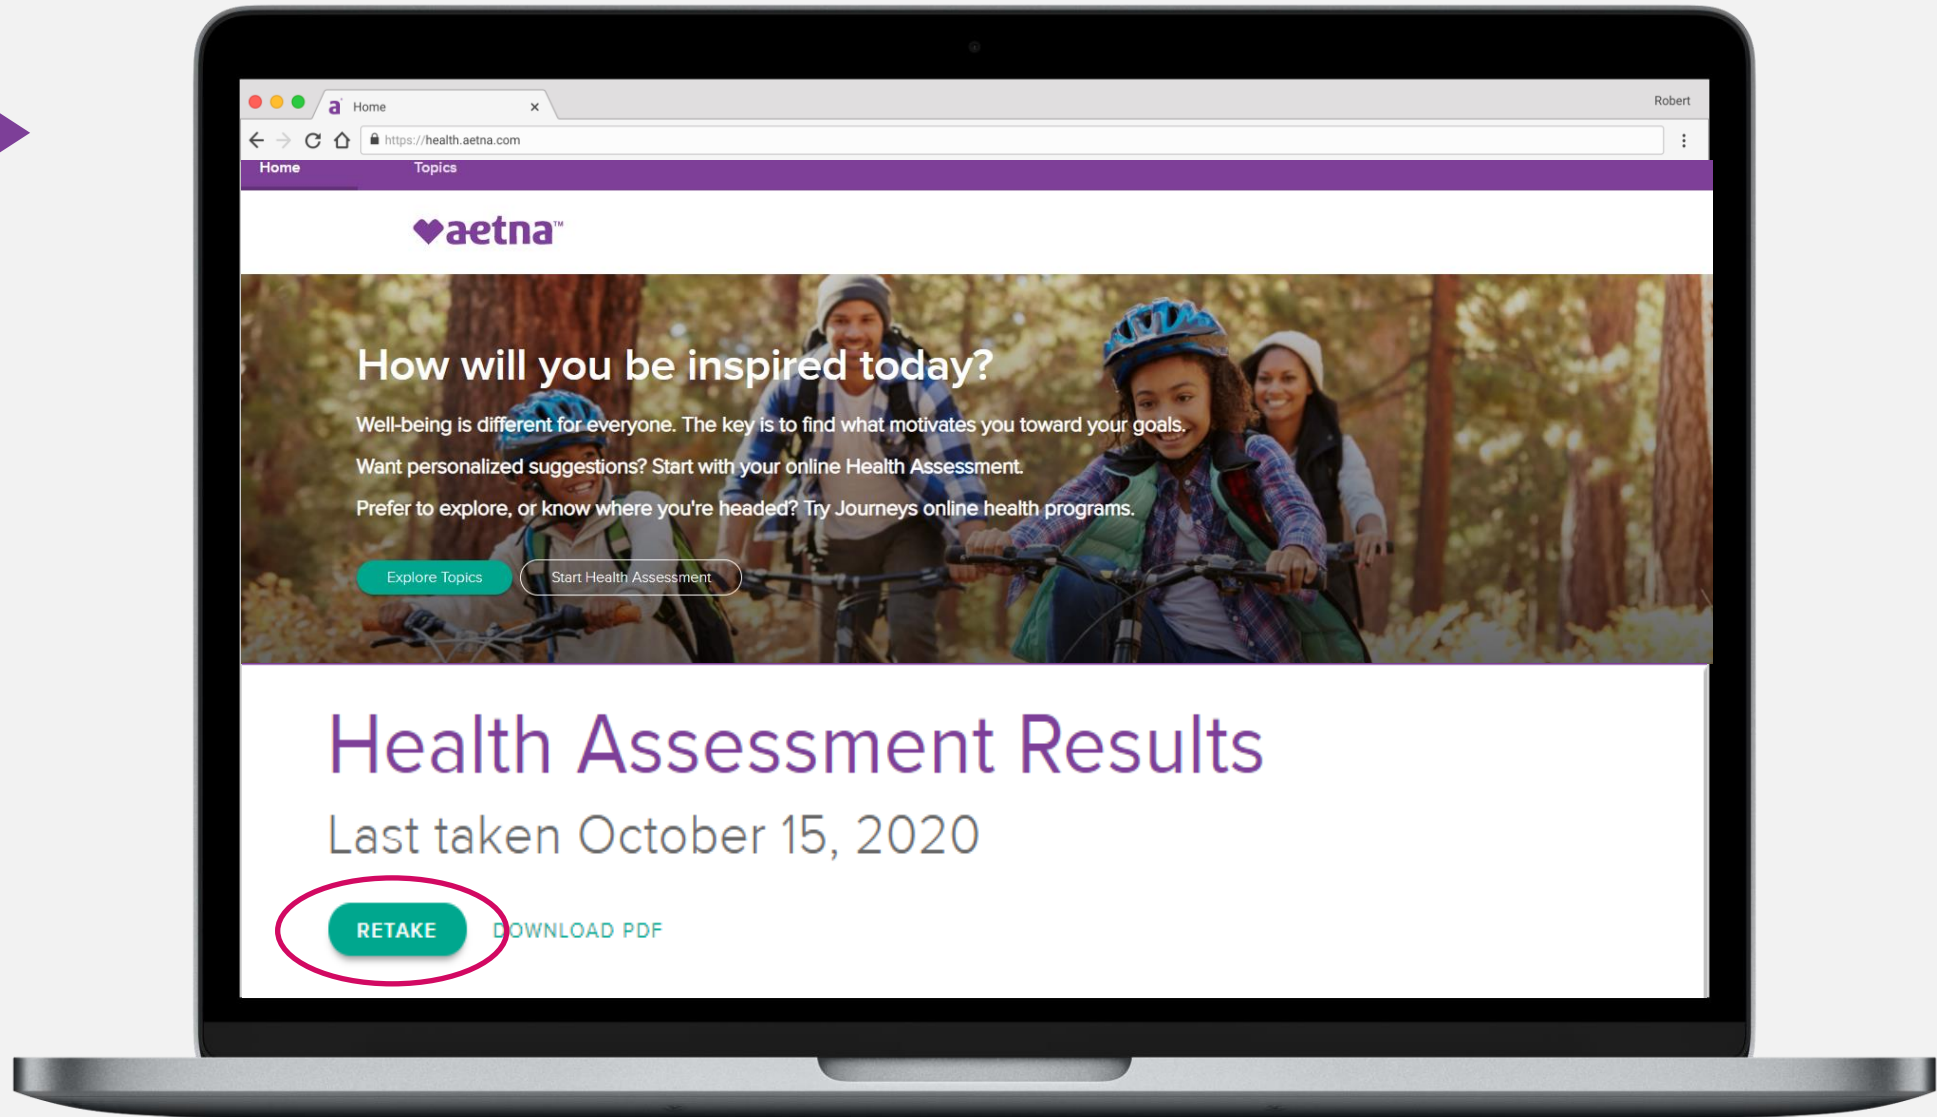 a Home
Robert
https://health.aetna.com
Home Topics
aetna™
How will you be inspired today?
Well-being is different for everyone. The key is to find what motivates you toward your goals.
Want personalized suggestions? Start with your online Health Assessment.
Prefer to explore, or know where you're headed? Try Journeys online health programs.
Explore Topics Start Health Assessment
Health Assessment Results
Last taken October 15, 2020
RETAKE DOWNLOAD PDF